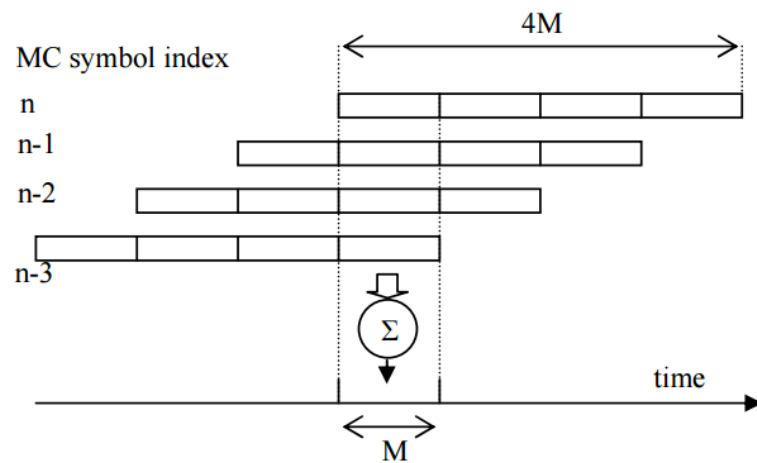 4M
MC symbol index
n
n-1
n-2
n-3
Σ
time
M